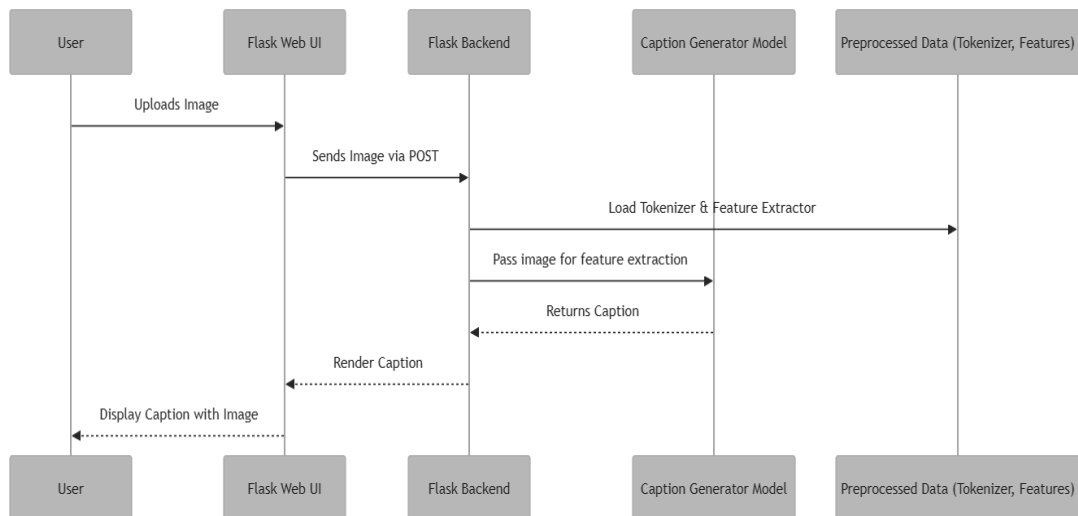 User
Flask Web UI
Flask Backend
Caption Generator Model
Preprocessed Data (Tokenizer, Features)
Uploads Image
Sends Image via POST
Load Tokenizer & Feature Extractor
Pass image for feature extraction
Returns Caption
Render Caption
Display Caption with Image
User
Flask Web UI
Flask Backend
Caption Generator Model
Preprocessed Data (Tokenizer, Features)